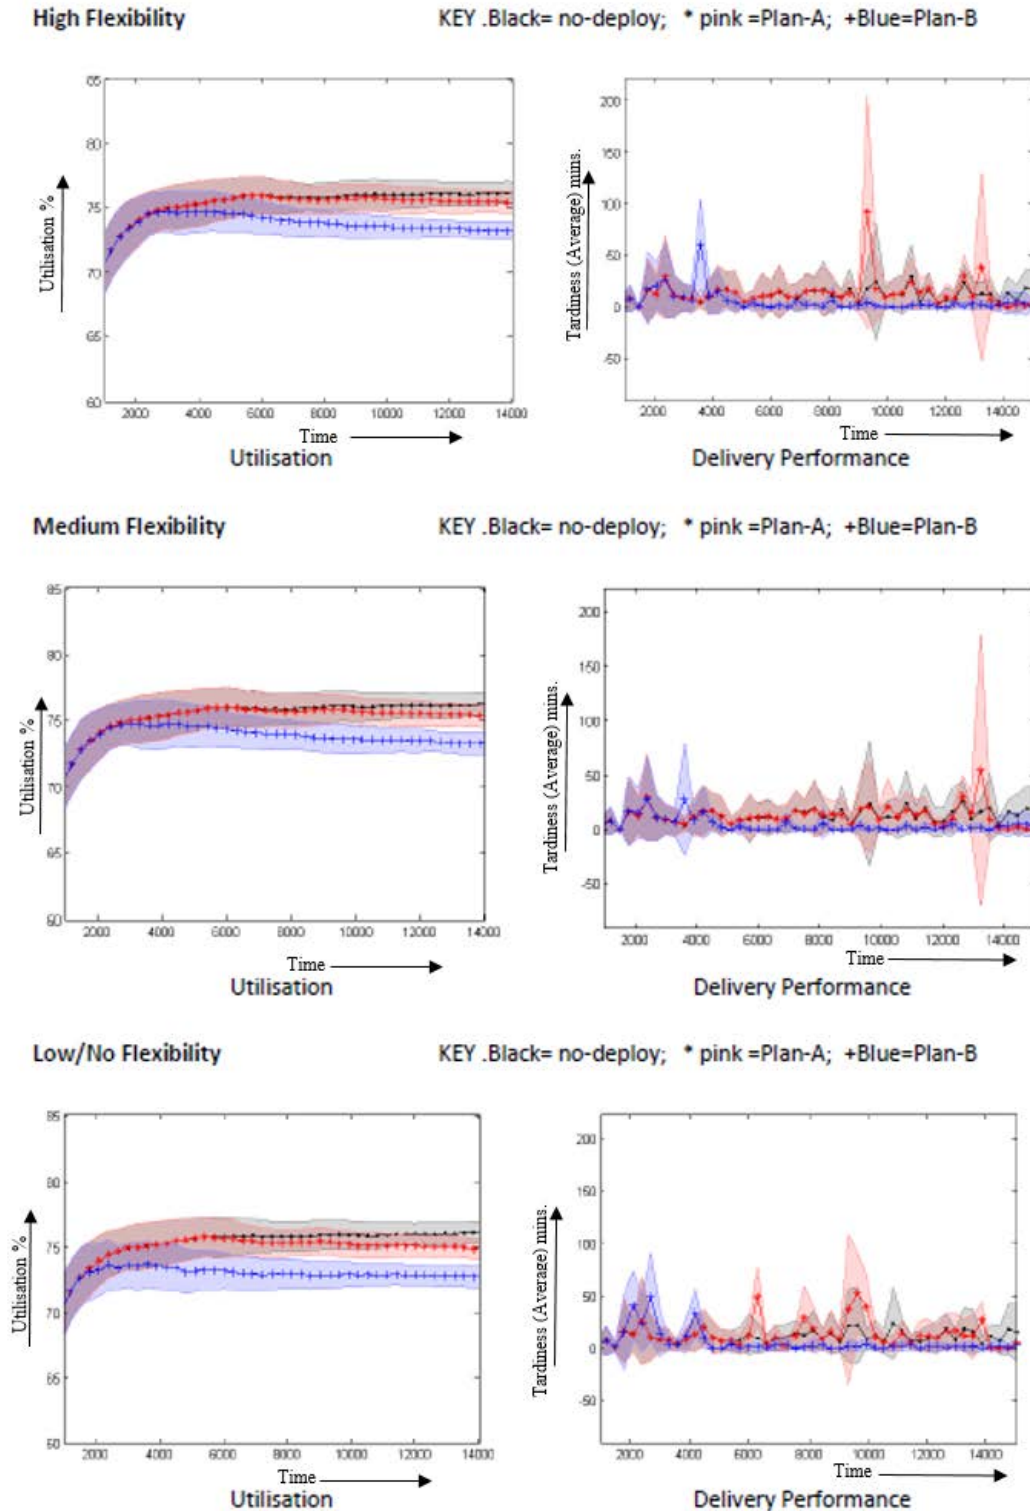 High Flexibility
KEY .Black= no-deploy; * pink =Plan-A; +Blue=Plan-B
85
80
75
70
65
60
2000 4000 6000 8000 10000 12000 14000
Utilisation %
Time
Utilisation
200
150
100
50
0
-50
2000 4000 6000 8000 10000 12000 14000
Tardiness (Average) mins.
Time
Delivery Performance
Medium Flexibility
KEY .Black= no-deploy; * pink =Plan-A; +Blue=Plan-B
85
80
75
70
65
60
2000 4000 6000 8000 10000 12000 14000
Utilisation %
Time
Utilisation
200
150
100
50
0
-50
2000 4000 6000 8000 10000 12000 14000
Tardiness (Average) mins.
Time
Delivery Performance
Low/No Flexibility
KEY .Black= no-deploy; * pink =Plan-A; +Blue=Plan-B
85
80
75
70
65
60
2000 4000 6000 8000 10000 12000 14000
Utilisation %
Time
Utilisation
200
150
100
50
0
-50
2000 4000 6000 8000 10000 12000 14000
Tardiness (Average) mins.
Time
Delivery Performance